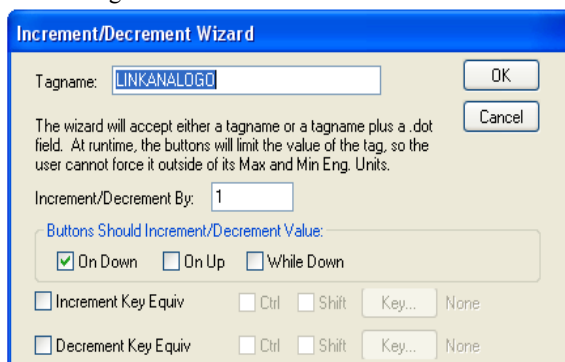 Increment/Decrement Wizard
Tagname: LINKANALOGO OK
The wizard will accept either a tagname or a tagname plus a .dot Cancel
field. At runtime, the buttons will limit the value of the tag, so the
user cannot force it outside of its Max and Min Eng. Units.
Increment/Decrement By: 1
Buttons Should Increment/Decrement Value:
On Down On Up While Down
Increment Key Equiv Ctrl Shift Key... None
Decrement Key Equiv Ctrl Shift Key... None